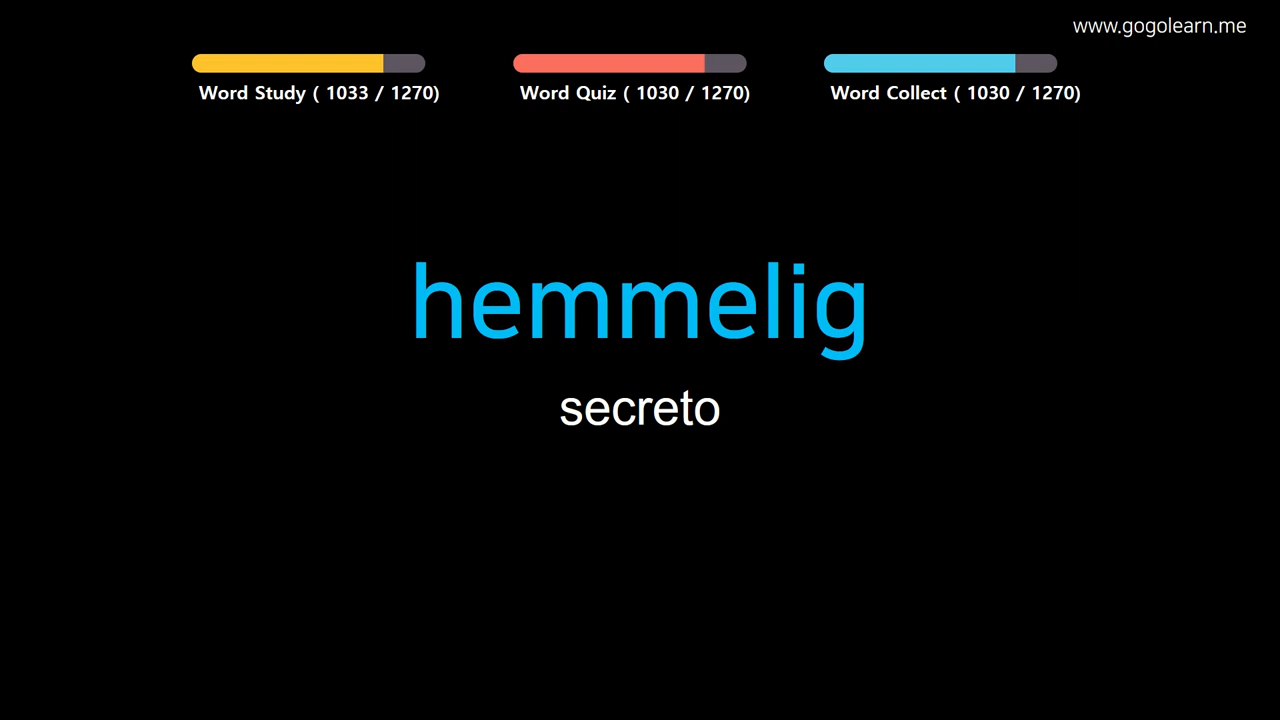 www.gogolearn.me
Word Study ( 1033 / 1270)
Word Quiz ( 1030 / 1270)
Word Collect ( 1030 / 1270)
hemmelig
secreto